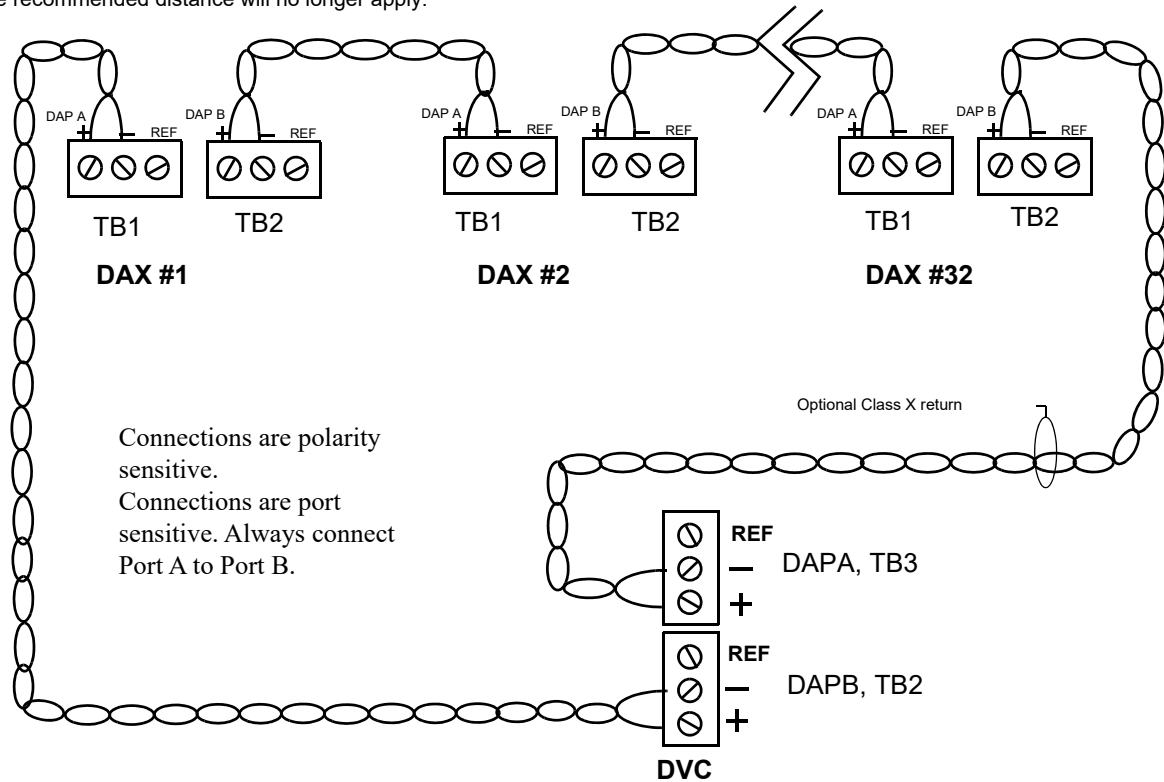 e recommended distance will no longer apply.
DAP A + – REF
DAP B + – REF
DAP A + – REF
DAP B + – REF
DAP A + – REF
DAP B + – REF
TB1
TB2
TB1
TB2
TB1
TB2
DAX #1
DAX #2
DAX #32
Optional Class X return
Connections are polarity
sensitive.
Connections are port
sensitive. Always connect
Port A to Port B.
REF
– DAPA, TB3
+
REF
– DAPB, TB2
+
DVC